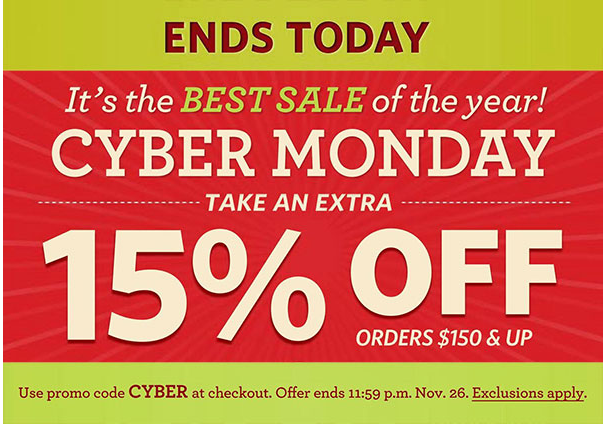 ENDS TODAY
It's the BEST SALE of the year!
CYBER MONDAY
TAKE AN EXTRA
15% OFF
ORDERS $150 & UP
Use promo code CYBER at checkout. Offer ends 11:59 p.m. Nov. 26. Exclusions apply.